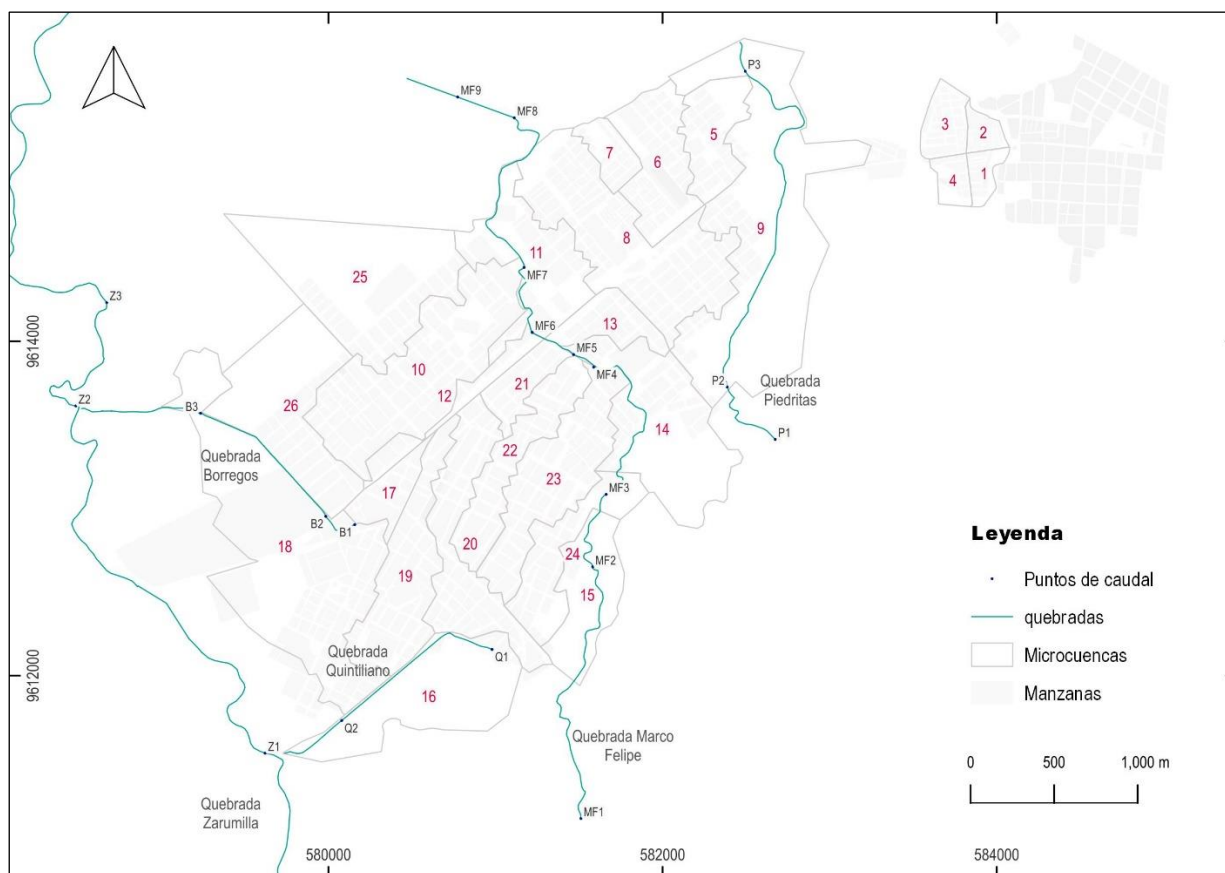 P3
MF9
MF8
3
2
5
7
6
4
1
9
8
11
MF7
25
Z3
13
MF6
MF5
9614000
MF4
10
21
P2
Quebrada
Piedritas
12
Z2
B3
26
14
P1
22
Quebrada
Borregos
23
17
MF3
B2
B1
18
20
24
MF2
19
15
Leyenda
Puntos de caudal
quebradas
Microcuencas
Manzanas
Quebrada
Quintiliano
Q1
9612000
16
Q2
Quebrada Marco
Felipe
Z1
Quebrada
Zarumilla
MF1
0
500
1,000 m
580000
582000
584000